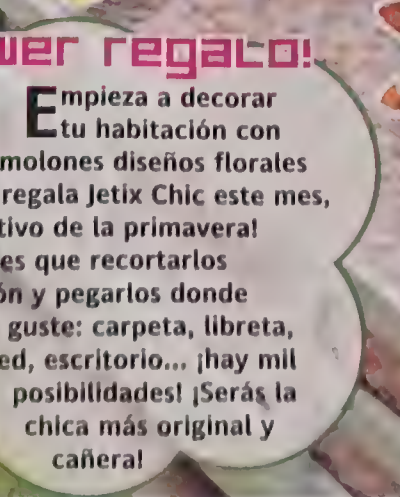 regalo!
Empieza a decorar
tu habitación con
molones diseños florales
regala Jetix Chic este mes,
tivo de la primavera!
es que recortarlos
ón y pegarlos donde
guste: carpeta, libreta,
ed, escritorio... ¡hay mil
posibilidades! ¡Serás la
chica más original y
cañera!